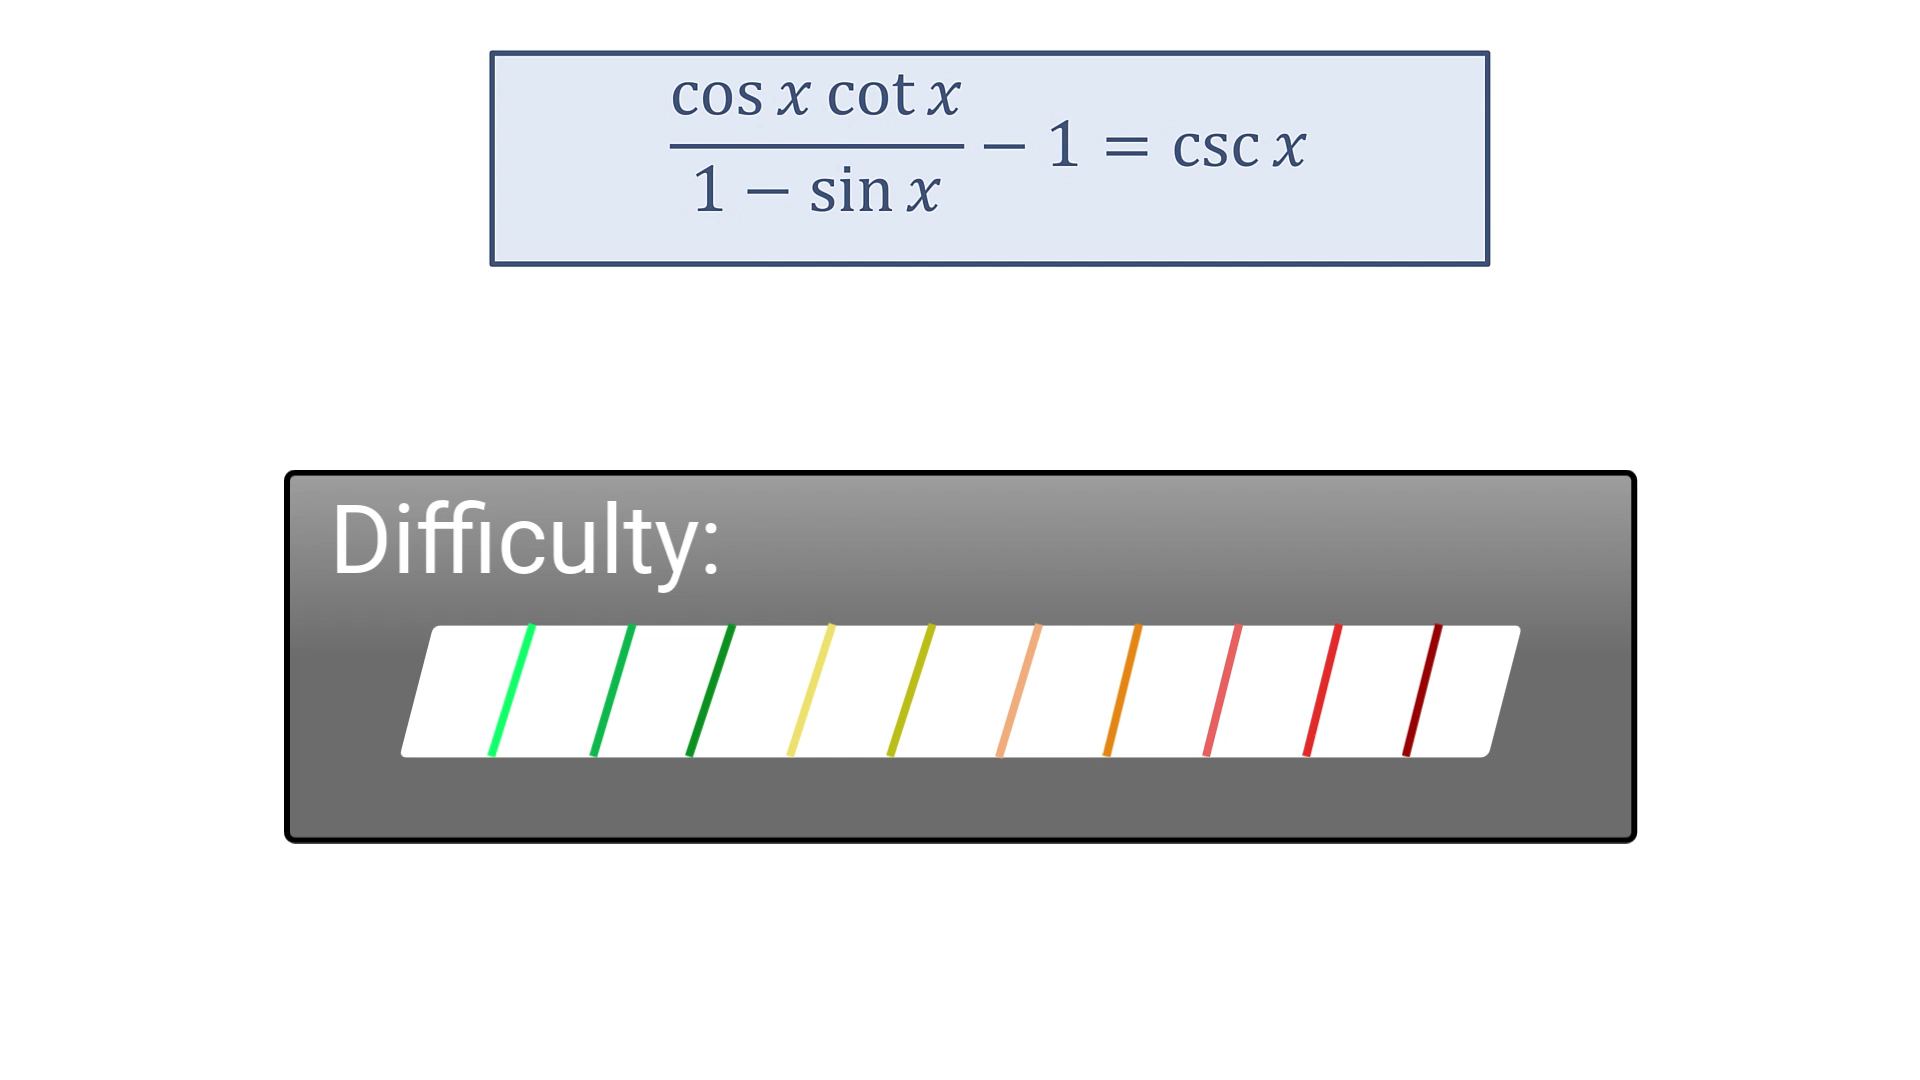 cos x cot x
1 − sin x
− 1 = csc x
Difficulty: